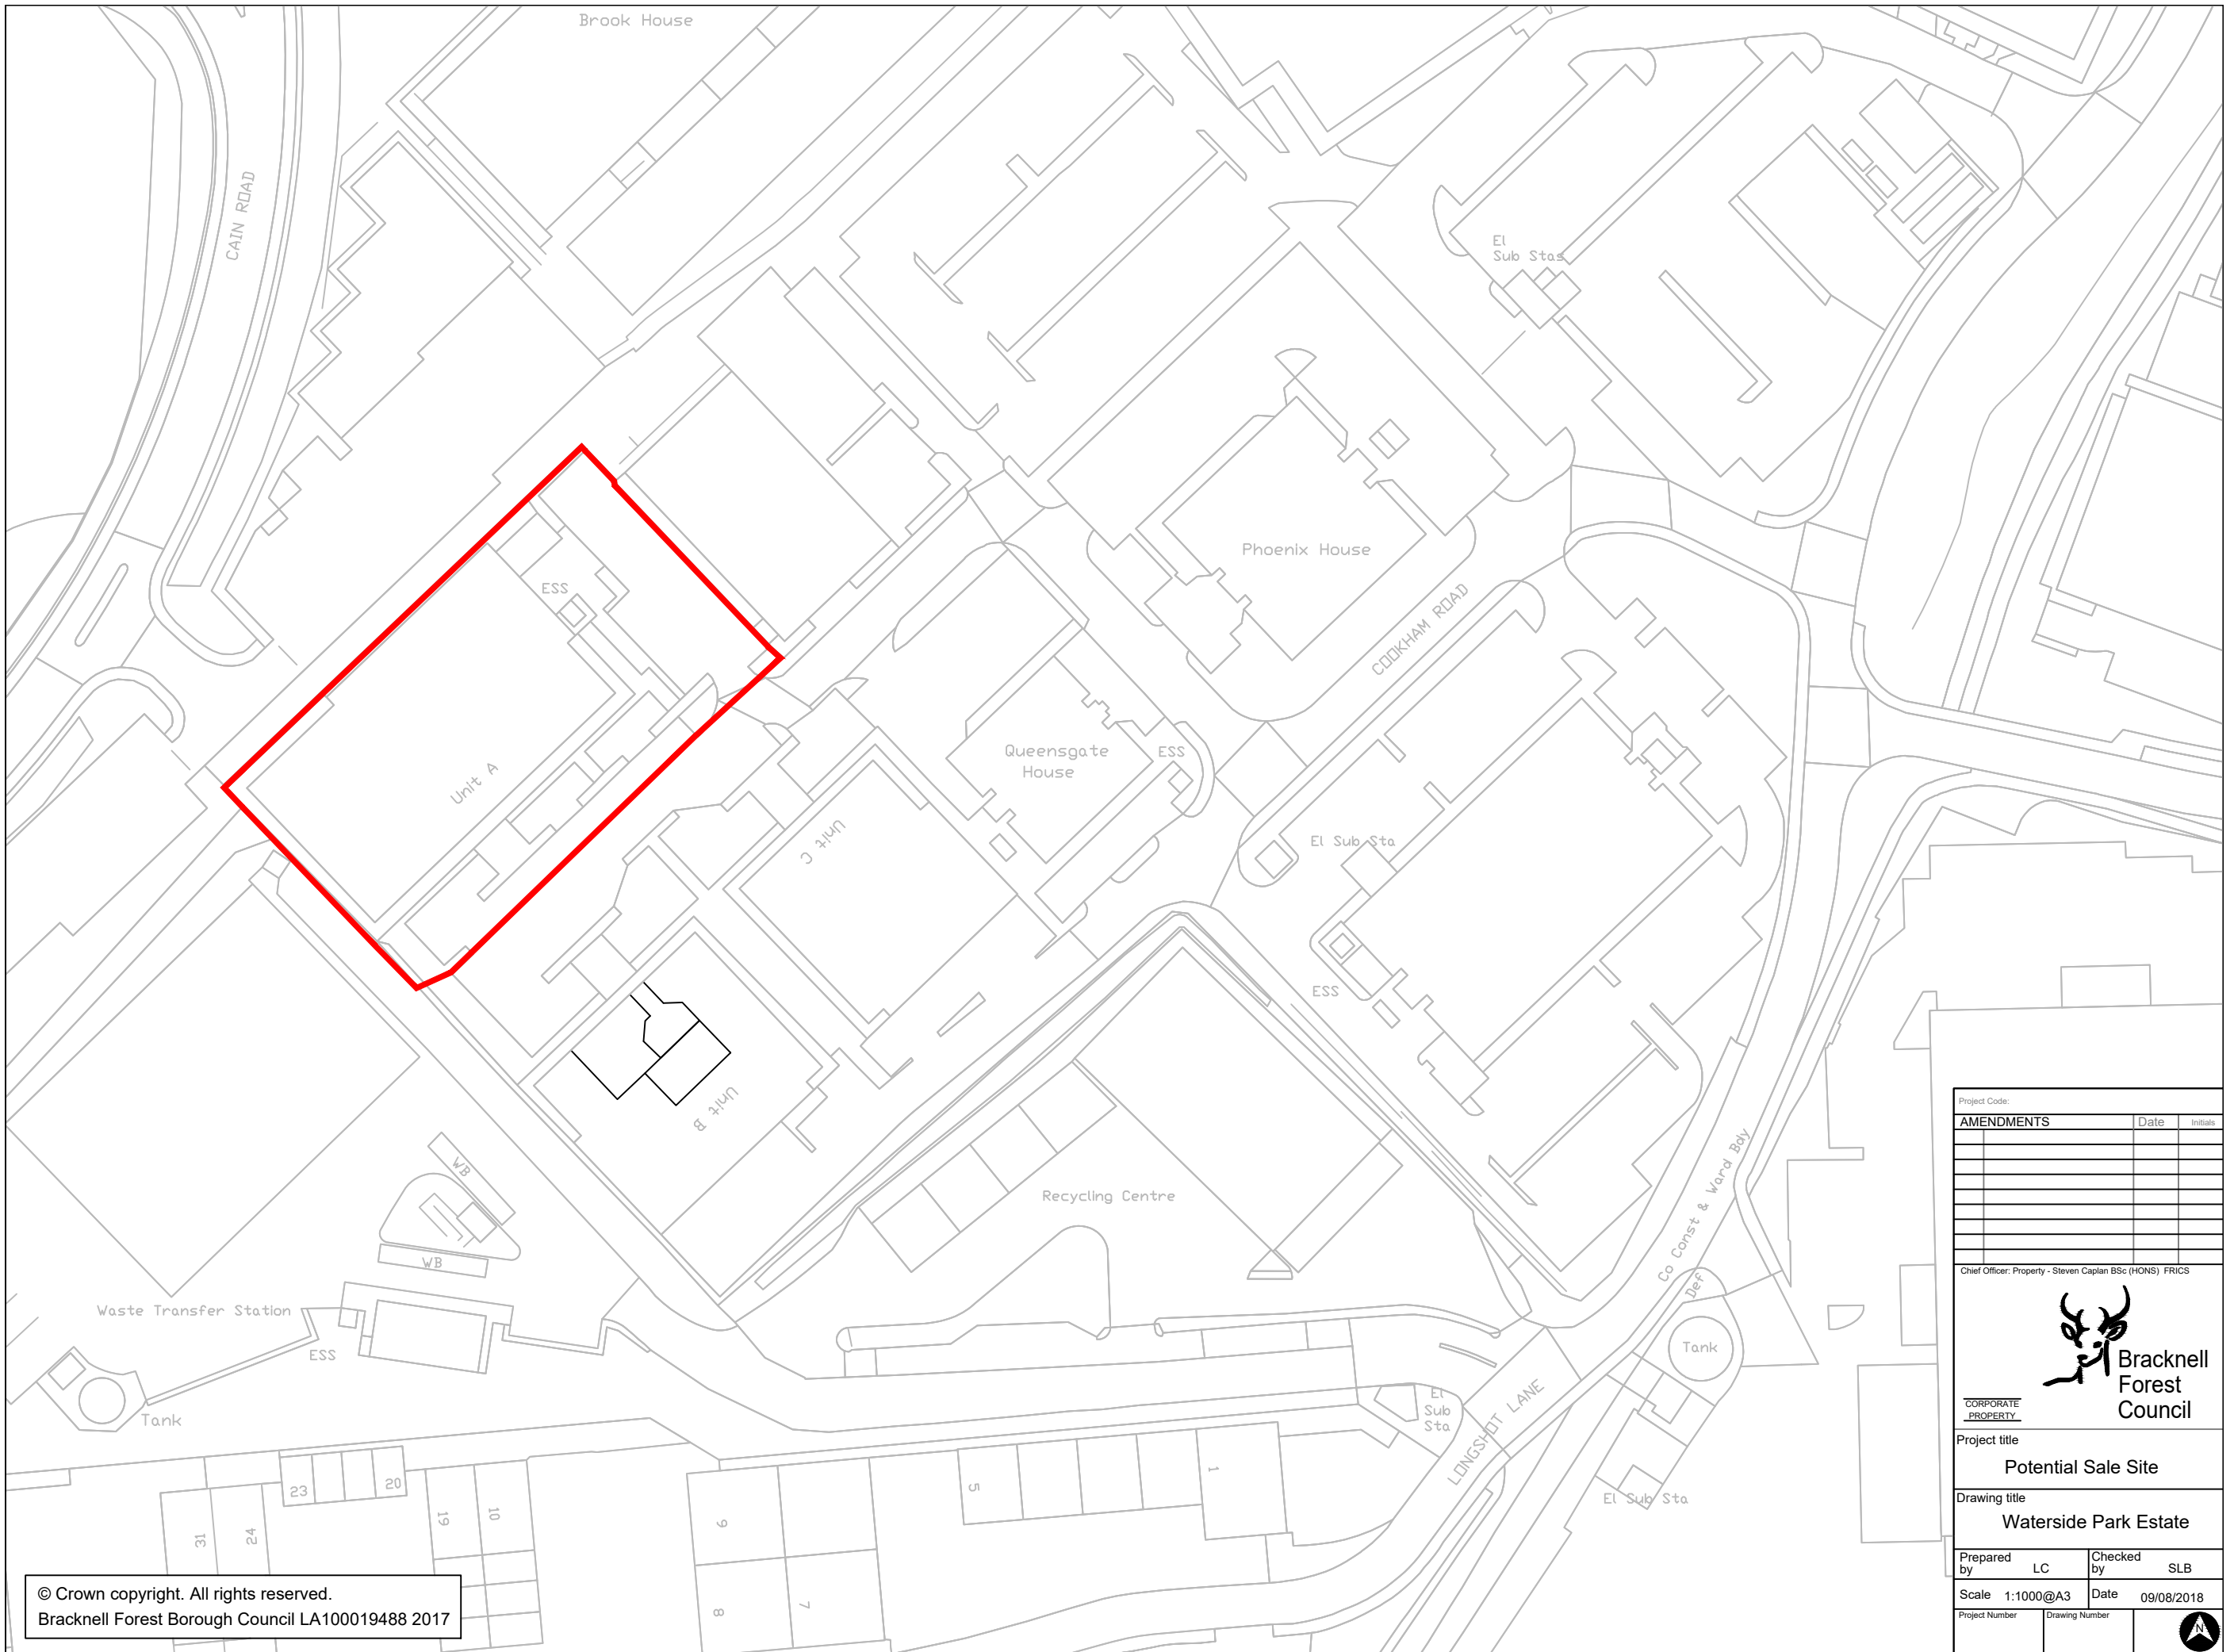 Brook House
CAIN ROAD
El
Sub Stas
Phoenix House
COOKHAM ROAD
ESS
Unit A
Queensgate
House
ESS
Unit C
El Sub Sta
ESS
Unit B
Recycling Centre
Co Const & Ward Bdy
Def
WB
WB
Waste Transfer Station
ESS
Tank
Tank
El
Sub
Sta
LONGSHOT LANE
El Sub Sta
23
20
31
24
19
10
9
8
7
5
1
© Crown copyright. All rights reserved.
Bracknell Forest Borough Council LA100019488 2017
Project Code:
AMENDMENTS Date Initials
Chief Officer: Property - Steven Caplan BSc (HONS) FRICS
Bracknell
Forest
Council
CORPORATE
PROPERTY
Project title
Potential Sale Site
Drawing title
Waterside Park Estate
Prepared by LC Checked by SLB
Scale 1:1000@A3 Date 09/08/2018
Project Number Drawing Number
N